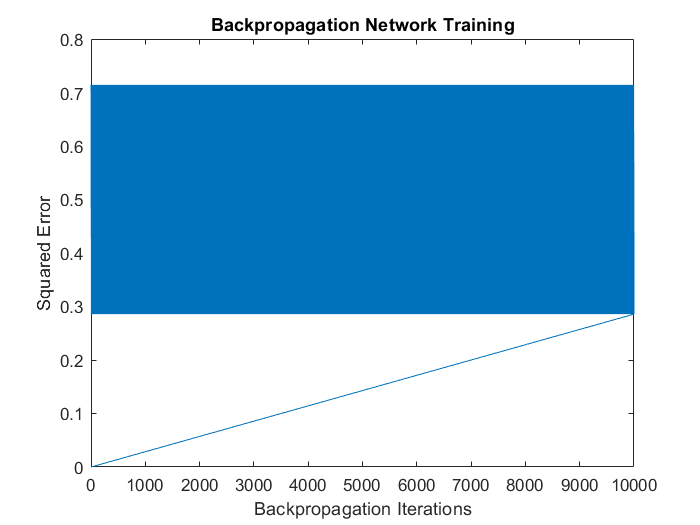 Backpropagation Network Training
0.8
0.7
0.6
0.5
0.4
0.3
0.2
0.1
0
Squared Error
0 1000 2000 3000 4000 5000 6000 7000 8000 9000 10000
Backpropagation Iterations